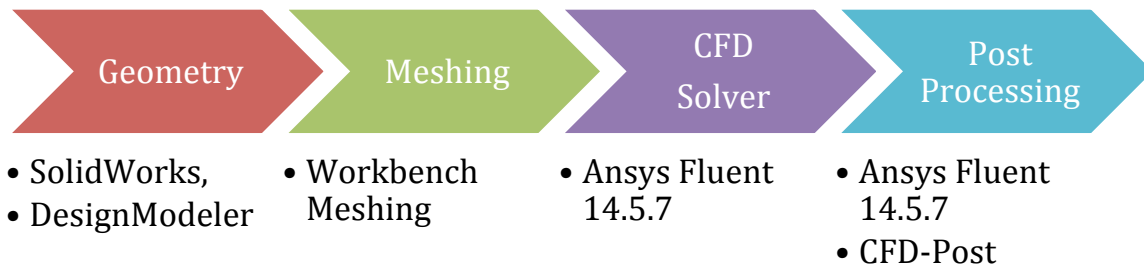 Geometry
Meshing
CFD
Solver
Post
Processing
• SolidWorks,
• DesignModeler
• Workbench
Meshing
• Ansys Fluent
14.5.7
• Ansys Fluent
14.5.7
• CFD-Post